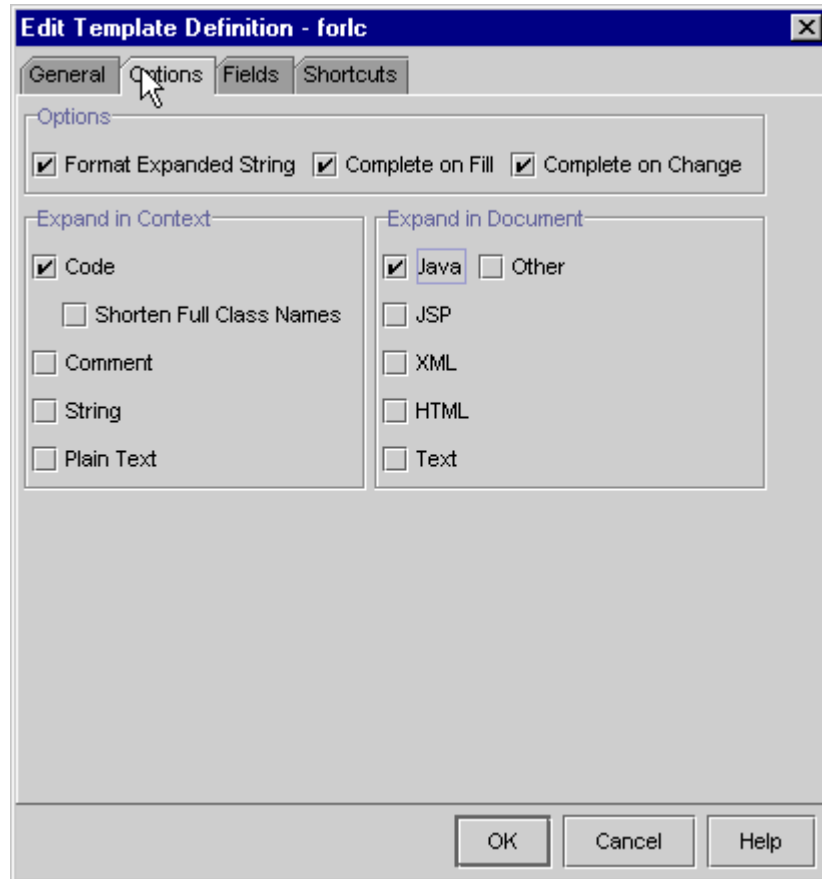 Edit Template Definition - forlc
General Options Fields Shortcuts
Options
Format Expanded String Complete on Fill Complete on Change
Expand in Context
Code
Shorten Full Class Names
Comment
String
Plain Text
Expand in Document
Java Other
JSP
XML
HTML
Text
OK Cancel Help